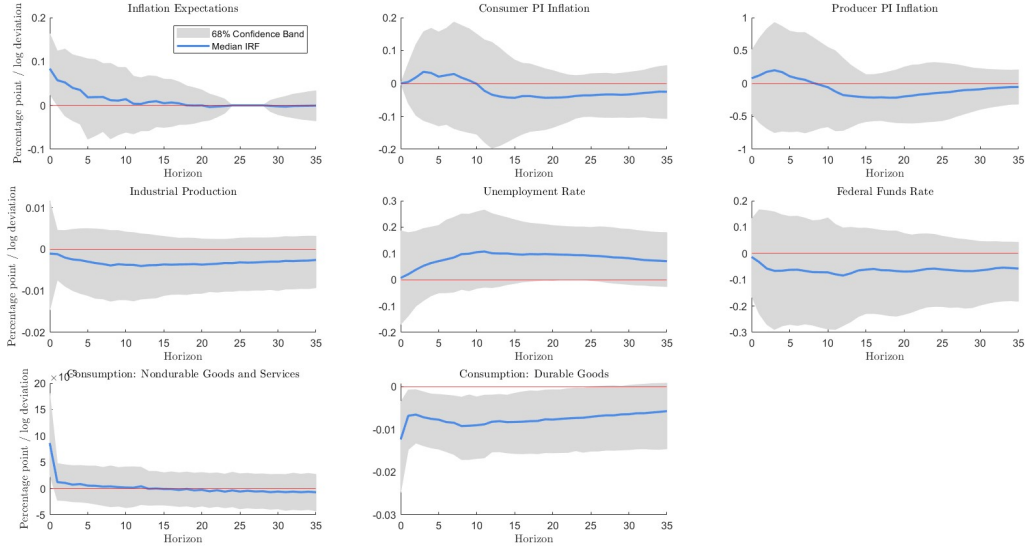 Inflation Expectations
Percentage point / log deviation
0.2
0.1
0
-0.1
0 5 10 15 20 25 30 35
Horizon
68% Confidence Band
Median IRF
Consumer PI Inflation
0.2
0.1
0
-0.1
-0.2
0 5 10 15 20 25 30 35
Horizon
Producer PI Inflation
1
0.5
0
-0.5
-1
0 5 10 15 20 25 30 35
Horizon
Industrial Production
Percentage point / log deviation
0.01
0
-0.01
-0.02
0 5 10 15 20 25 30 35
Horizon
Unemployment Rate
0.3
0.2
0.1
0
-0.1
-0.2
0 5 10 15 20 25 30 35
Horizon
Federal Funds Rate
0.2
0.1
0
-0.1
-0.2
-0.3
0 5 10 15 20 25 30 35
Horizon
Consumption: Nondurable Goods and Services
Percentage point / log deviation
20
15
10
5
0
-5
0 5 10 15 20 25 30 35
Horizon
Consumption: Durable Goods
0
-0.01
-0.02
-0.03
0 5 10 15 20 25 30 35
Horizon